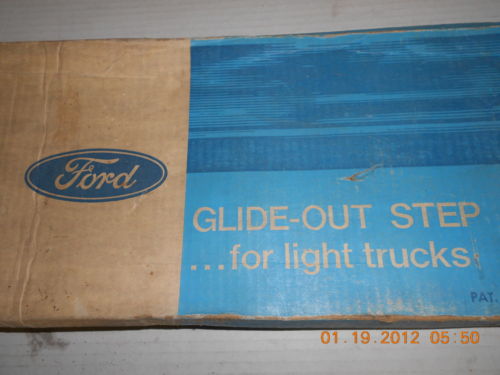 Ford
GLIDE-OUT STEP
...for light trucks
PAT.
01.19.2012 05:50